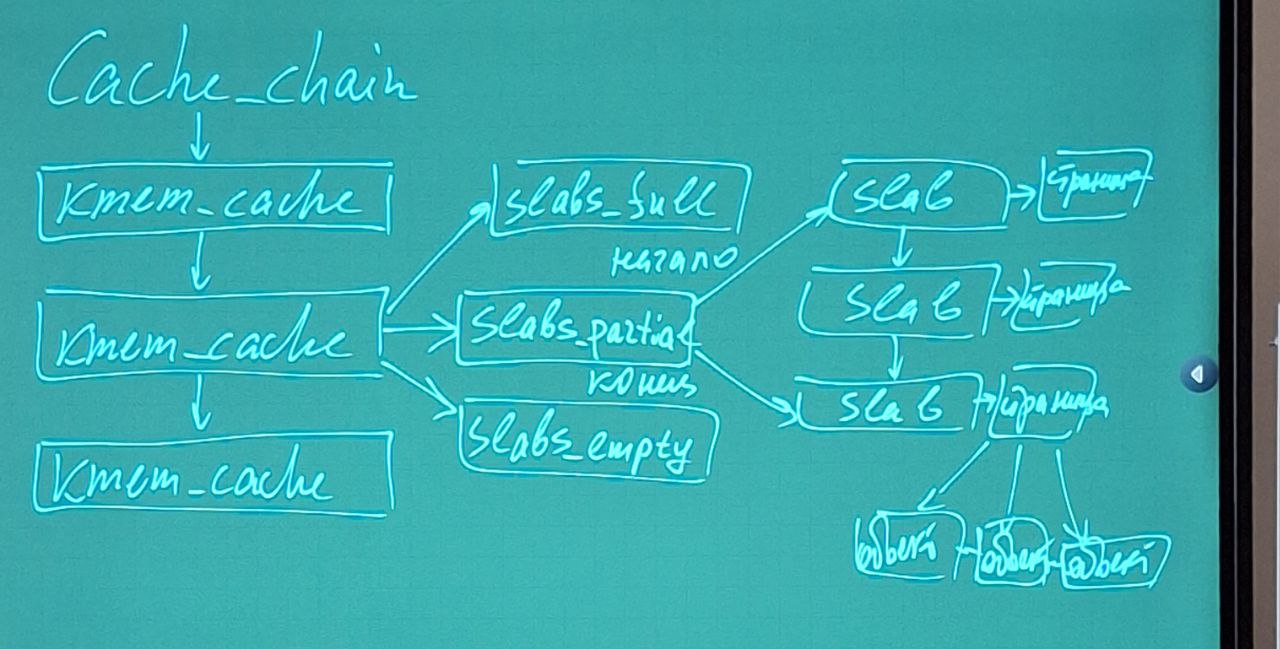 Cache_chain
kmem_cache
slabs_full
slab
страница
начало
kmem_cache
slabs_partial
slab
страница
конец
slab
страница
kmem_cache
slabs_empty
объект
объект
объект